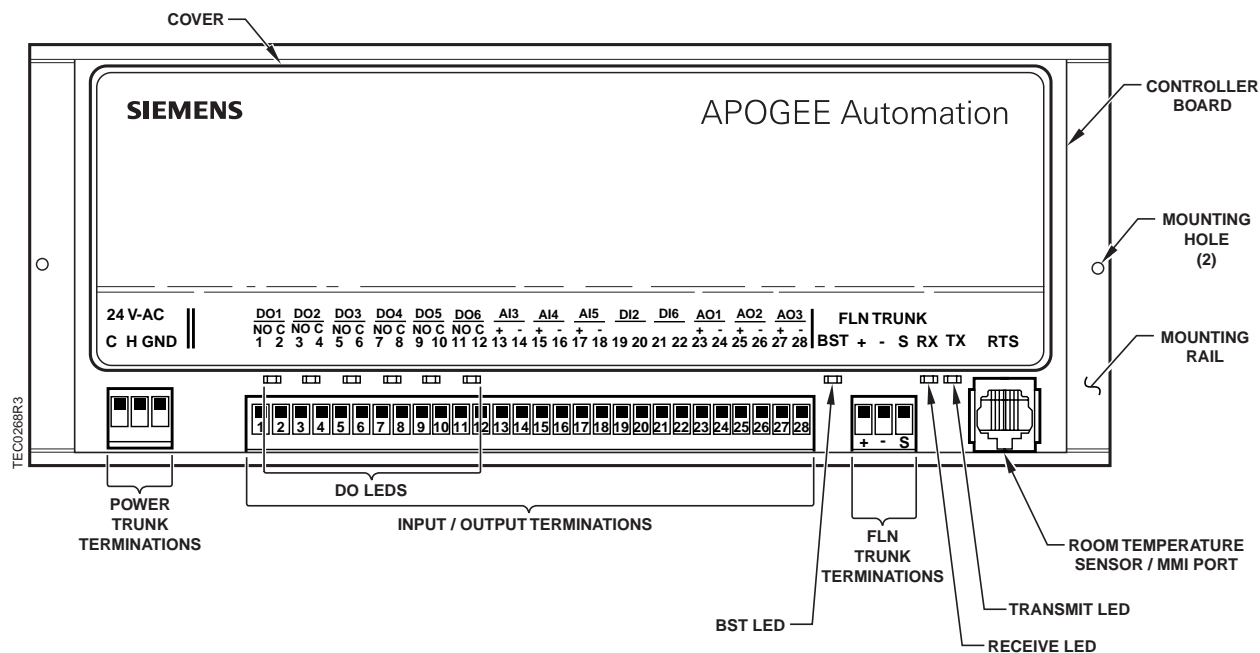 COVER
SIEMENS
APOGEE Automation
CONTROLLER
BOARD
MOUNTING
HOLE
(2)
MOUNTING
RAIL
24 V-AC
C H GND
DO1 DO2 DO3 DO4 DO5 DO6 AI3 AI4 AI5 DI2 DI6 AO1 AO2 AO3
NO C NO C NO C NO C NO C NO C + - + - + - + - + - + -
1 2 3 4 5 6 7 8 9 10 11 12 13 14 15 16 17 18 19 20 21 22 23 24 25 26 27 28
FLN TRUNK
BST + - S RX TX RTS
1 2 3 4 5 6 7 8 9 10 11 12 13 14 15 16 17 18 19 20 21 22 23 24 25 26 27 28
+ - S
TEC0268R3
POWER
TRUNK
TERMINATIONS
DO LEDS
INPUT / OUTPUT TERMINATIONS
FLN
TRUNK
TERMINATIONS
ROOM TEMPERATURE
SENSOR / MMI PORT
TRANSMIT LED
BST LED
RECEIVE LED